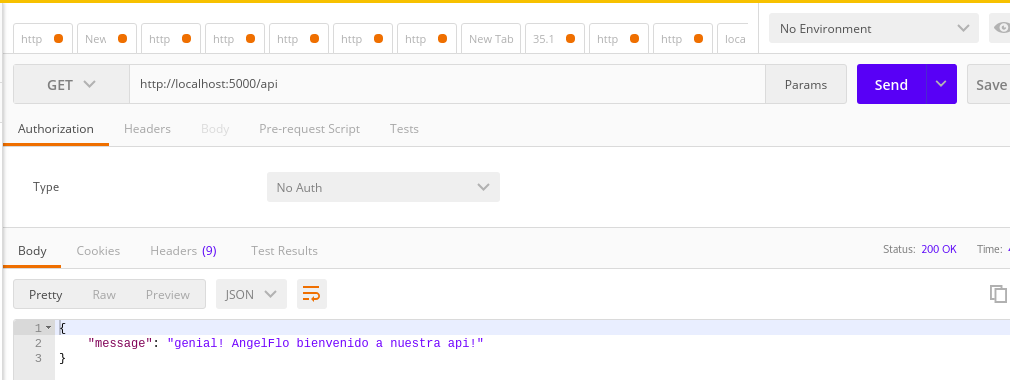 http New http http http http http New Tab 35.1 http http loca No Environment
GET http://localhost:5000/api Params Send Save
Authorization Headers Body Pre-request Script Tests
Type No Auth
Body Cookies Headers (9) Test Results Status: 200 OK Time:
Pretty Raw Preview JSON
1 {
2 "message": "genial! AngelFlo bienvenido a nuestra api!"
3 }